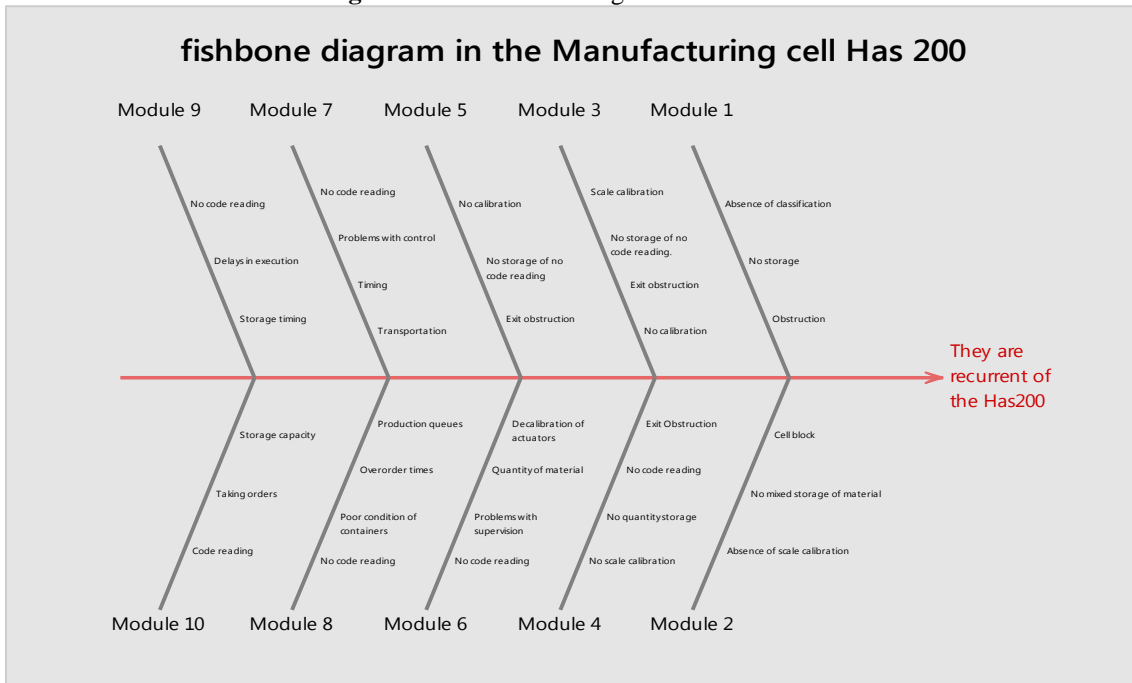 fishbone diagram in the Manufacturing cell Has 200
Module 9
Module 7
Module 5
Module 3
Module 1
No code reading
Delays in execution
Storage timing
No code reading
Problems with control
Timing
Transportation
No calibration
No storage of no
code reading
Exit obstruction
Scale calibration
No storage of no
code reading.
Exit obstruction
No calibration
Absence of classification
No storage
Obstruction
They are
recurrent of
the Has200
Storage capacity
Taking orders
Code reading
Production queues
Overorder times
Poor condition of
containers
No code reading
Decalibration of
actuators
Quantity of material
Problems with
supervision
No code reading
Exit Obstruction
No code reading
No quantity storage
No scale calibration
Cell block
No mixed storage of material
Absence of scale calibration
Module 10
Module 8
Module 6
Module 4
Module 2